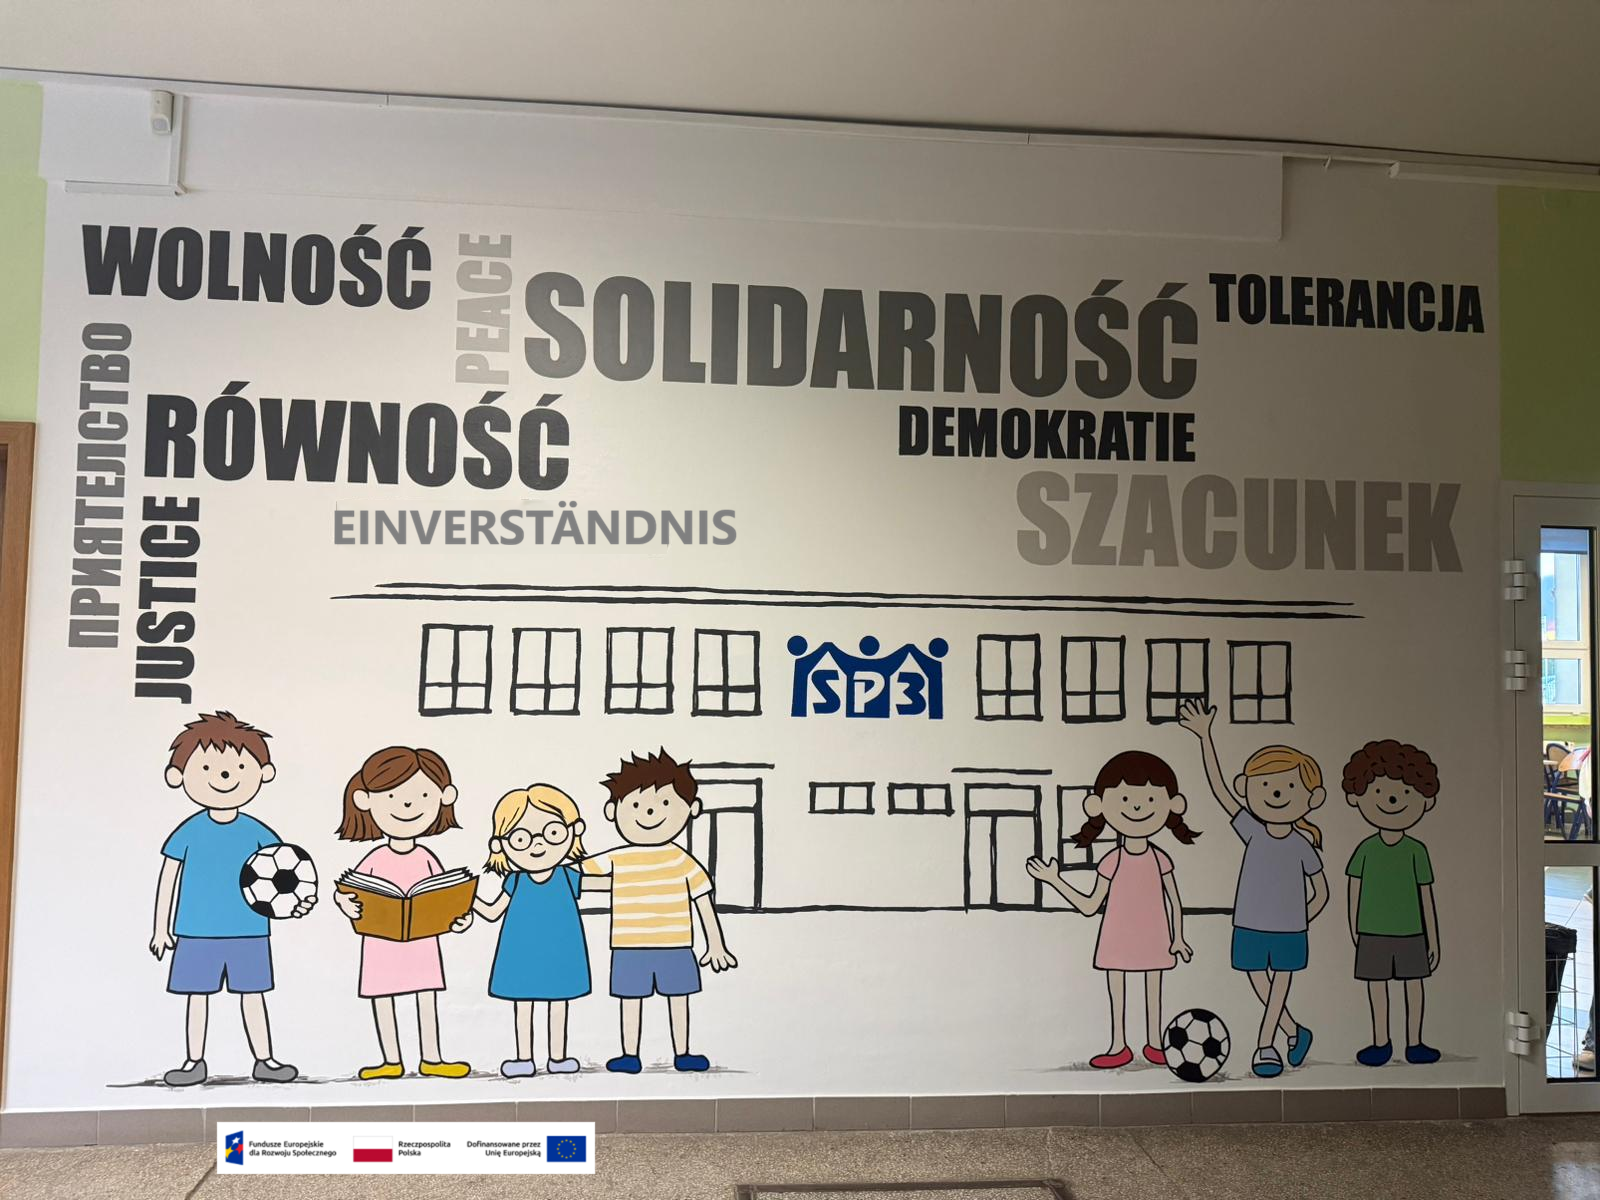 WOLNOŚĆ
PEACE
SOLIDARNOŚĆ
TOLERANCJA
ПРИЯТЕЛСТВО
RÓWNOŚĆ
DEMOKRATIE
JUSTICE
EINVERSTÄNDNIS
SZACUNEK
SP3
Fundusze Europejskie
dla Rozwoju Społecznego
Rzeczpospolita
Polska
Dofinansowane przez
Unię Europejską